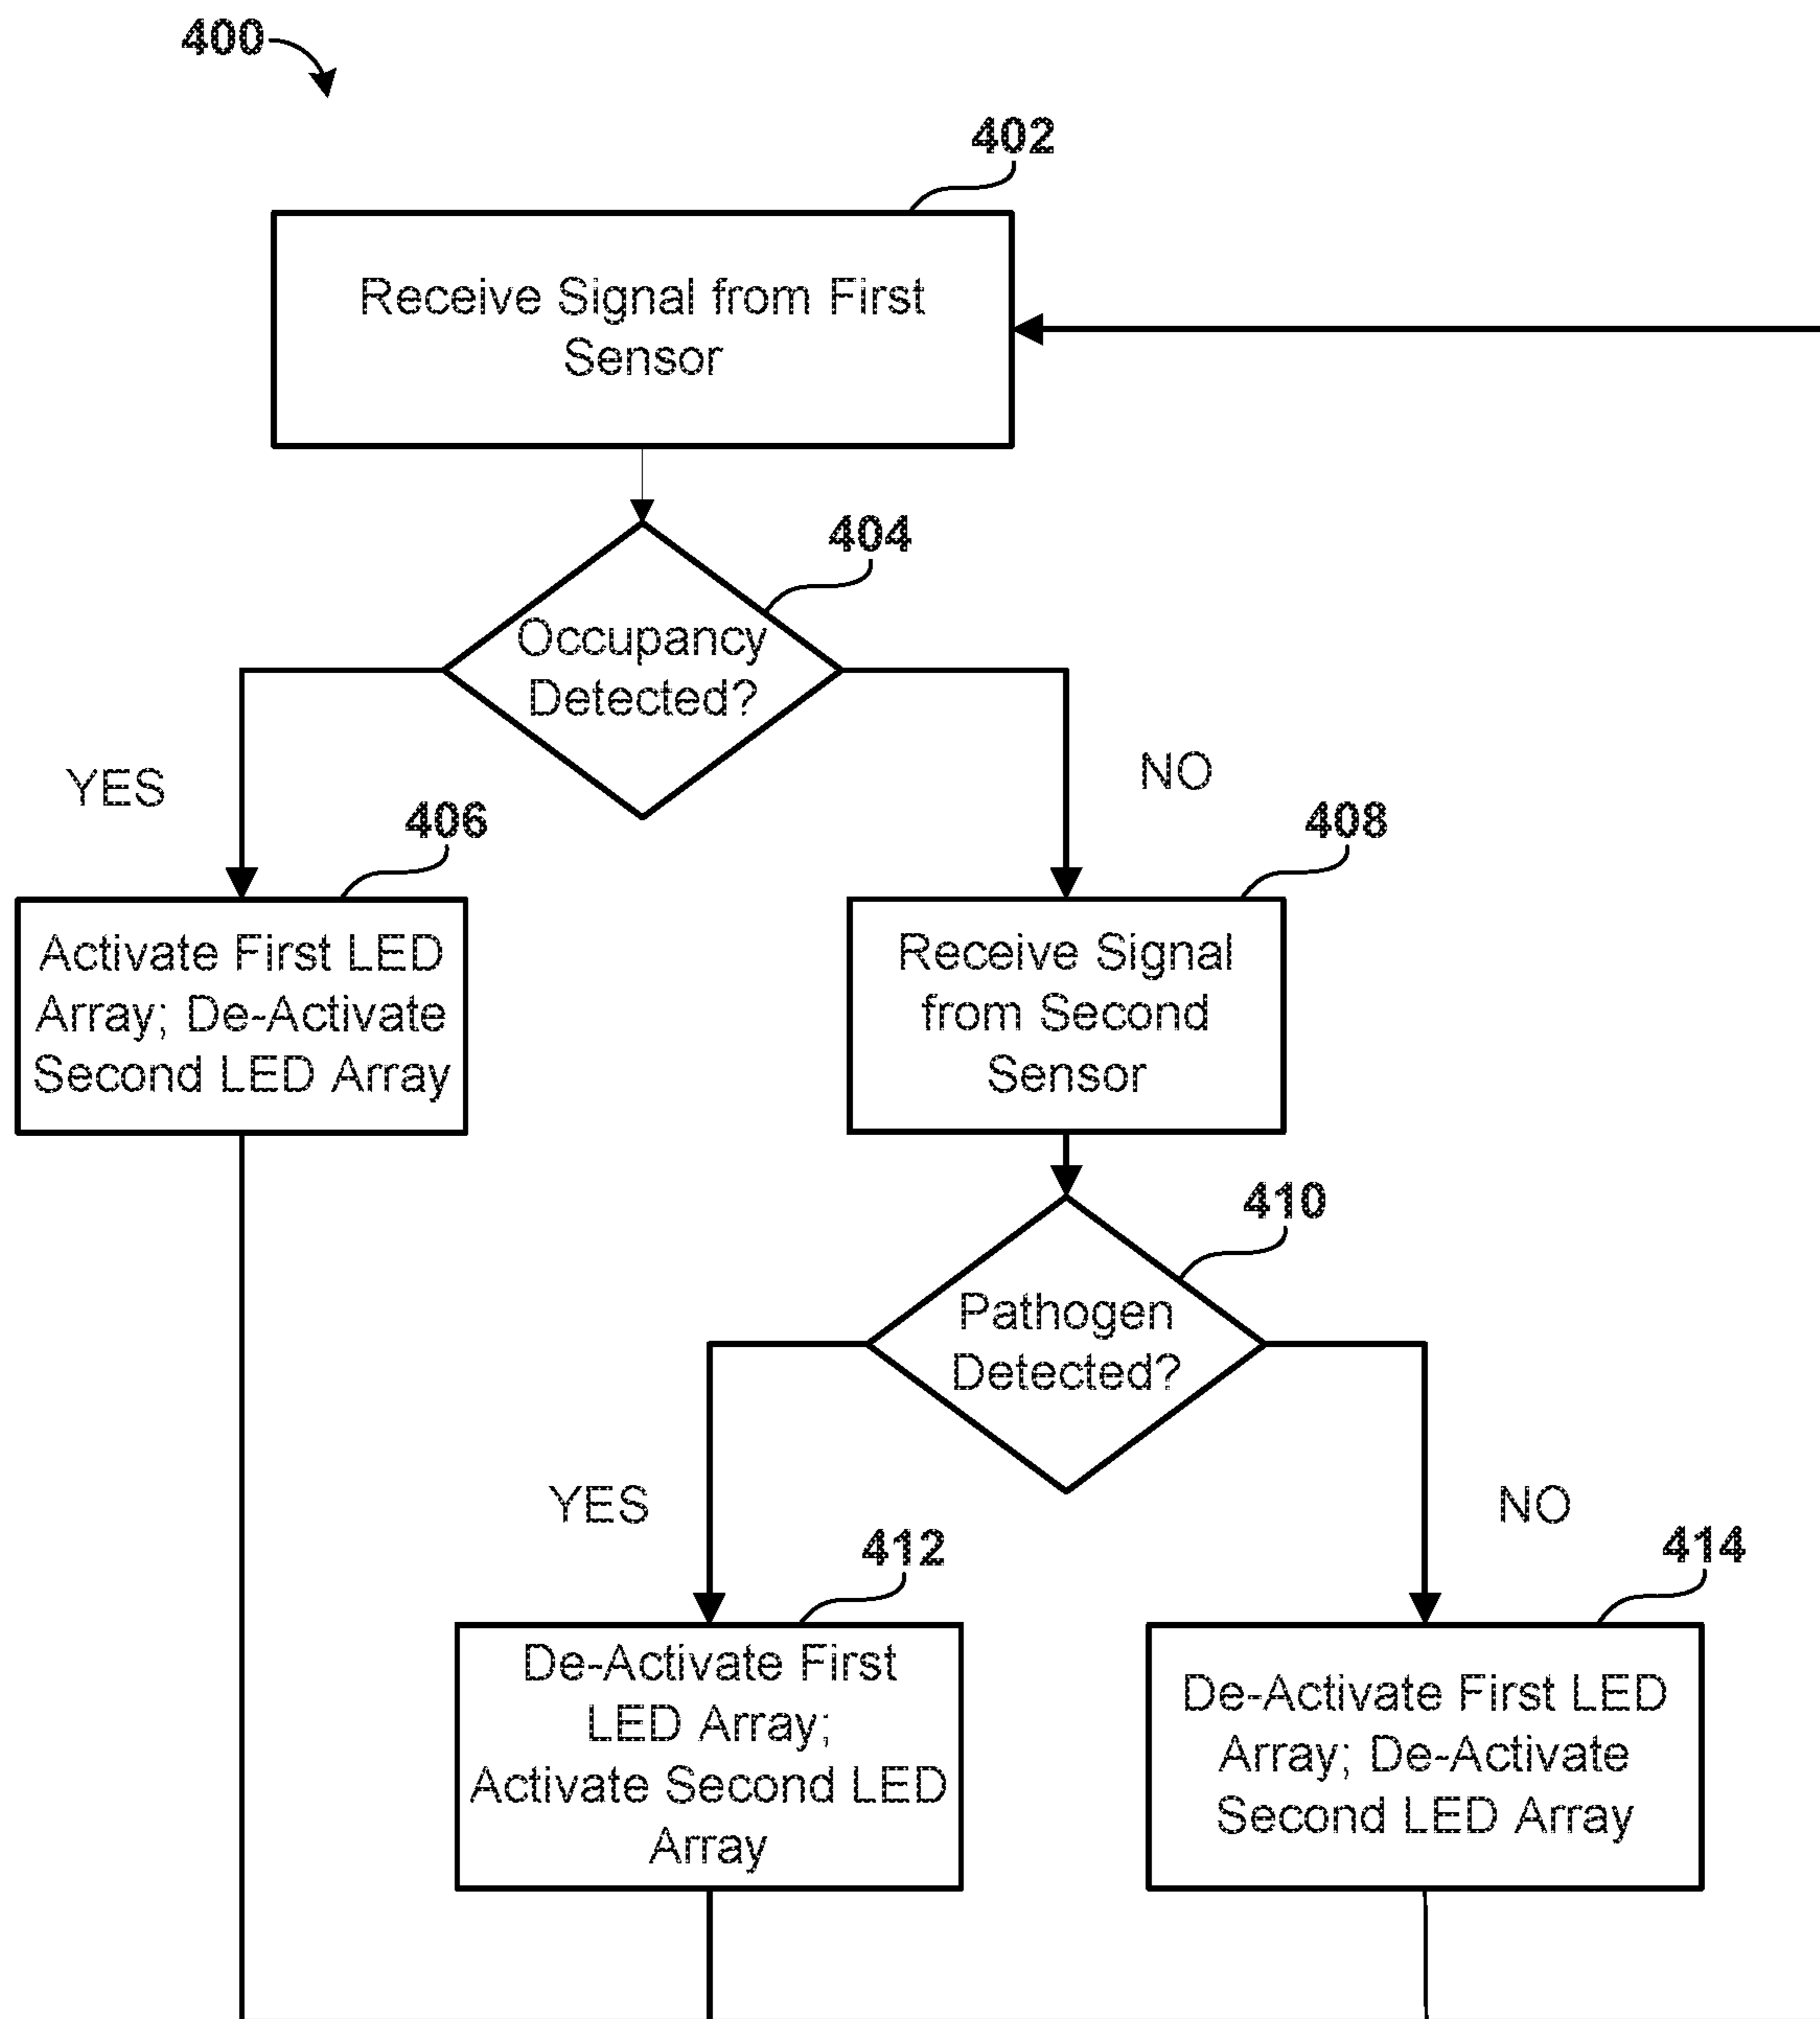 400
402
Receive Signal from First
Sensor
404
Occupancy
Detected?
YES
NO
406
408
Activate First LED
Array; De-Activate
Second LED Array
Receive Signal
from Second
Sensor
410
Pathogen
Detected?
YES
NO
412
414
De-Activate First
LED Array;
Activate Second LED
Array
De-Activate First LED
Array; De-Activate
Second LED Array